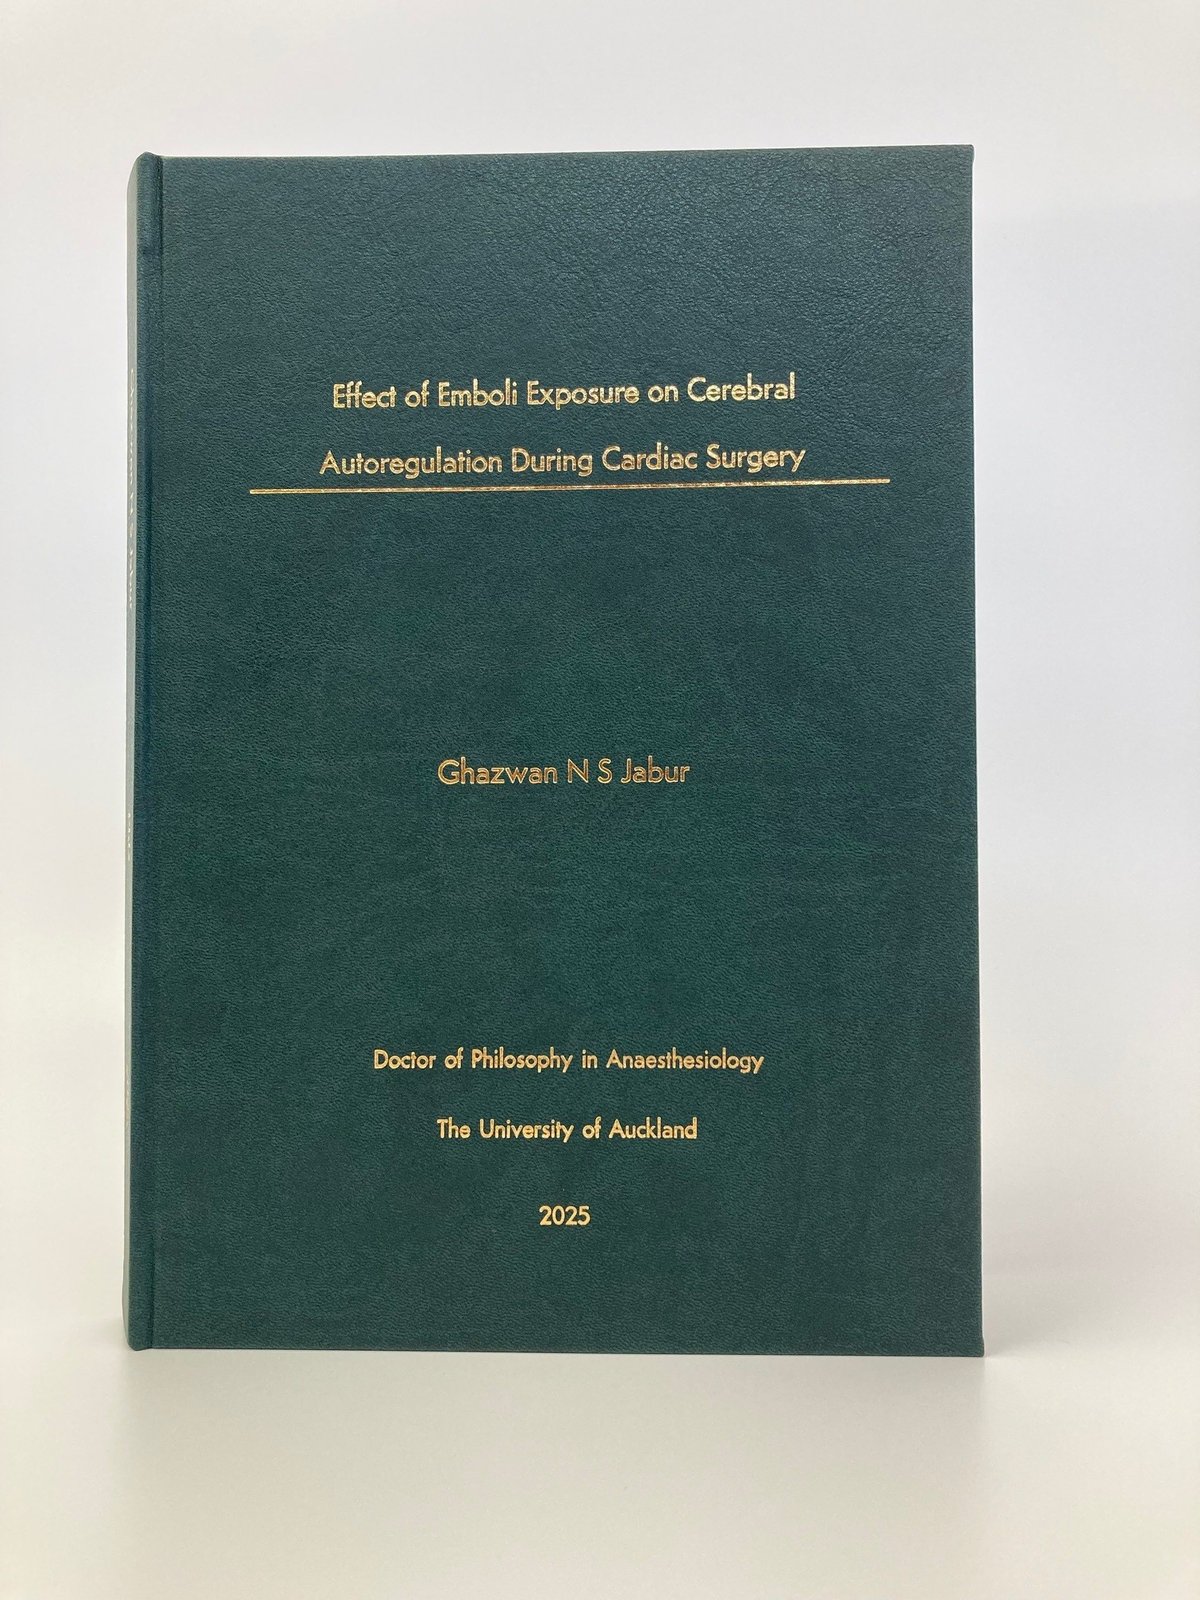 Effect of Emboli Exposure on Cerebral
Autoregulation During Cardiac Surgery
Ghazwan N S Jabur
Doctor of Philosophy in Anaesthesiology
The University of Auckland
2025